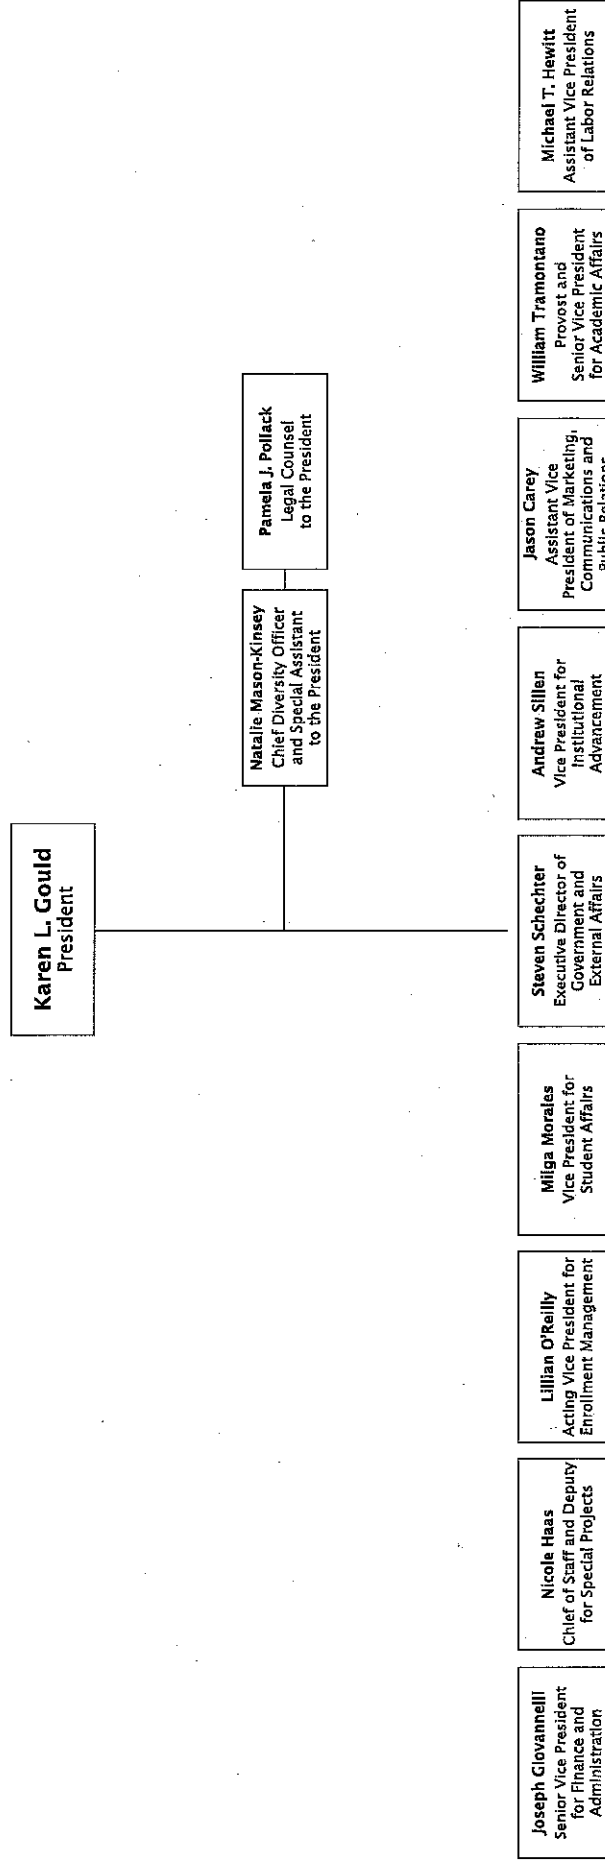 Karen L. Gould
President
Natalie Mason-Kinsey
Chief Diversity Officer
and Special Assistant
to the President
Pamela J. Pollack
Legal Counsel
to the President
Joseph Giovannelli
Senior Vice President
for Finance and
Administration
Nicole Haas
Chief of Staff and Deputy
for Special Projects
Lillian O'Reilly
Acting Vice President for
Enrollment Management
Milga Morales
Vice President for
Student Affairs
Steven Schechter
Executive Director of
Government and
External Affairs
Andrew Sillen
Vice President for
Institutional
Advancement
Jason Carey
Assistant Vice
President of Marketing,
Communications and
Public Relations
William Tramontano
Provost and
Senior Vice President
for Academic Affairs
Michael T. Hewitt
Assistant Vice President
of Labor Relations